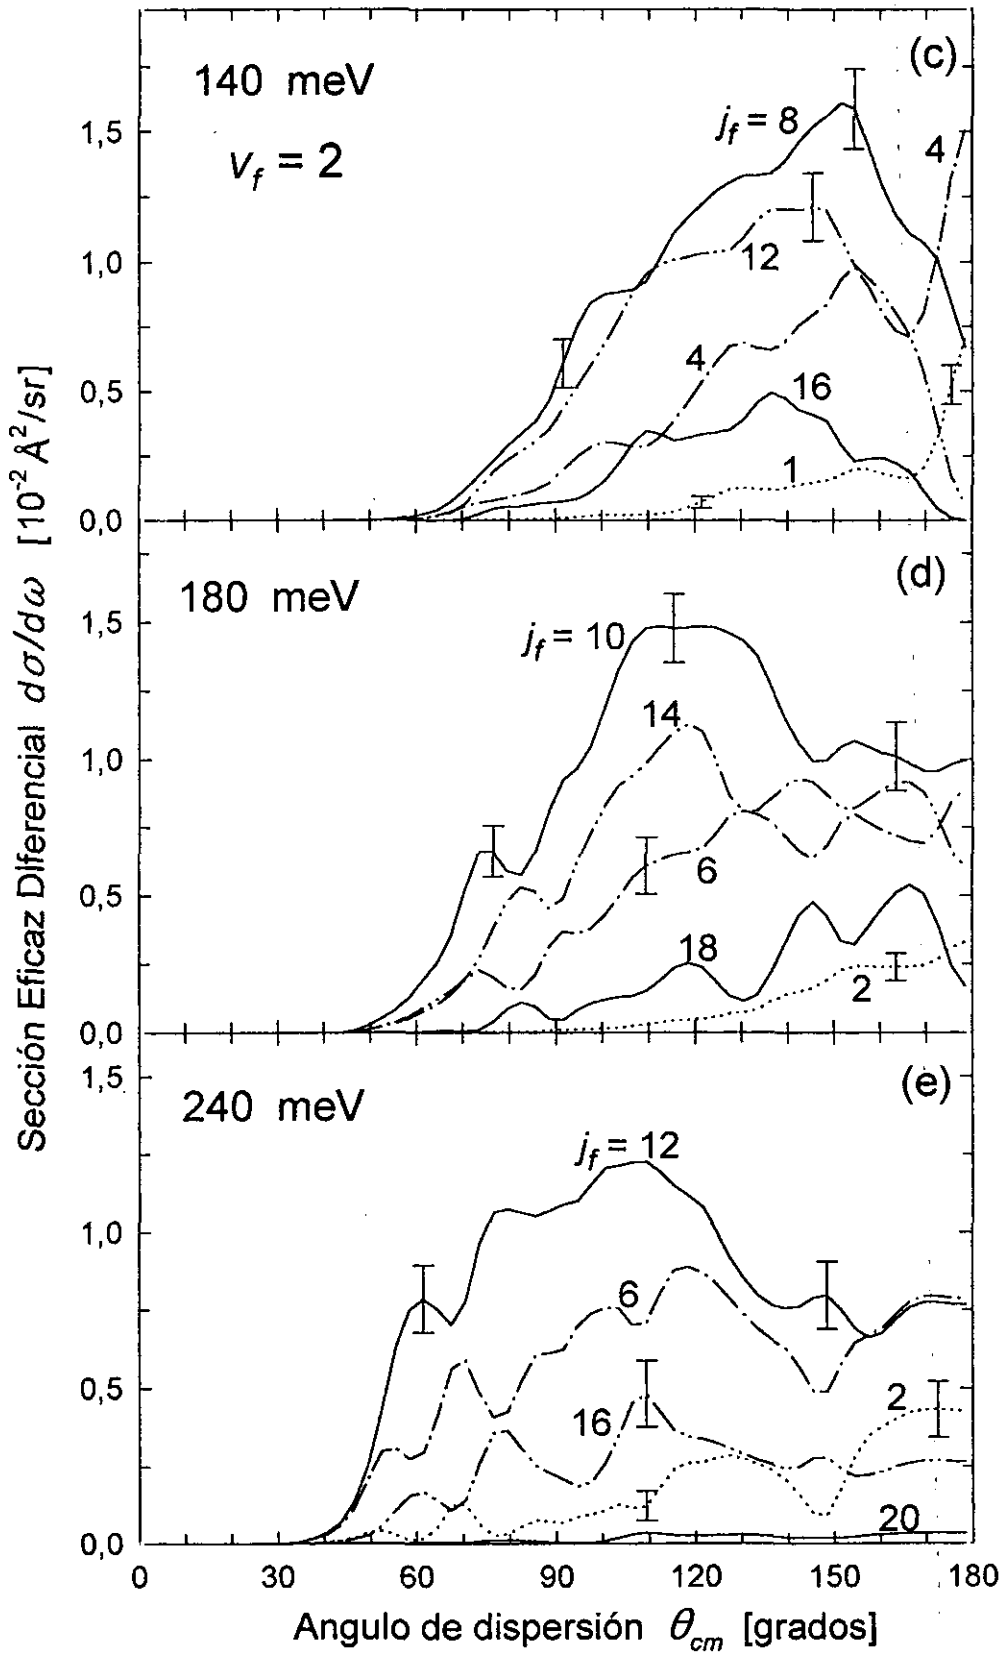 Sección Eficaz DIferencial dσ/dω [10⁻² Å²/sr]
(c)
140 meV
v_f = 2
j_f = 8
4
12
4
16
1
1,5
1,0
0,5
0,0
(d)
180 meV
j_f = 10
14
6
18
2
1,5
1,0
0,5
0,0
(e)
240 meV
j_f = 12
6
16
2
20
1,5
1,0
0,5
0,0
0 30 60 90 120 150 180
Angulo de dispersión θ_cm [grados]